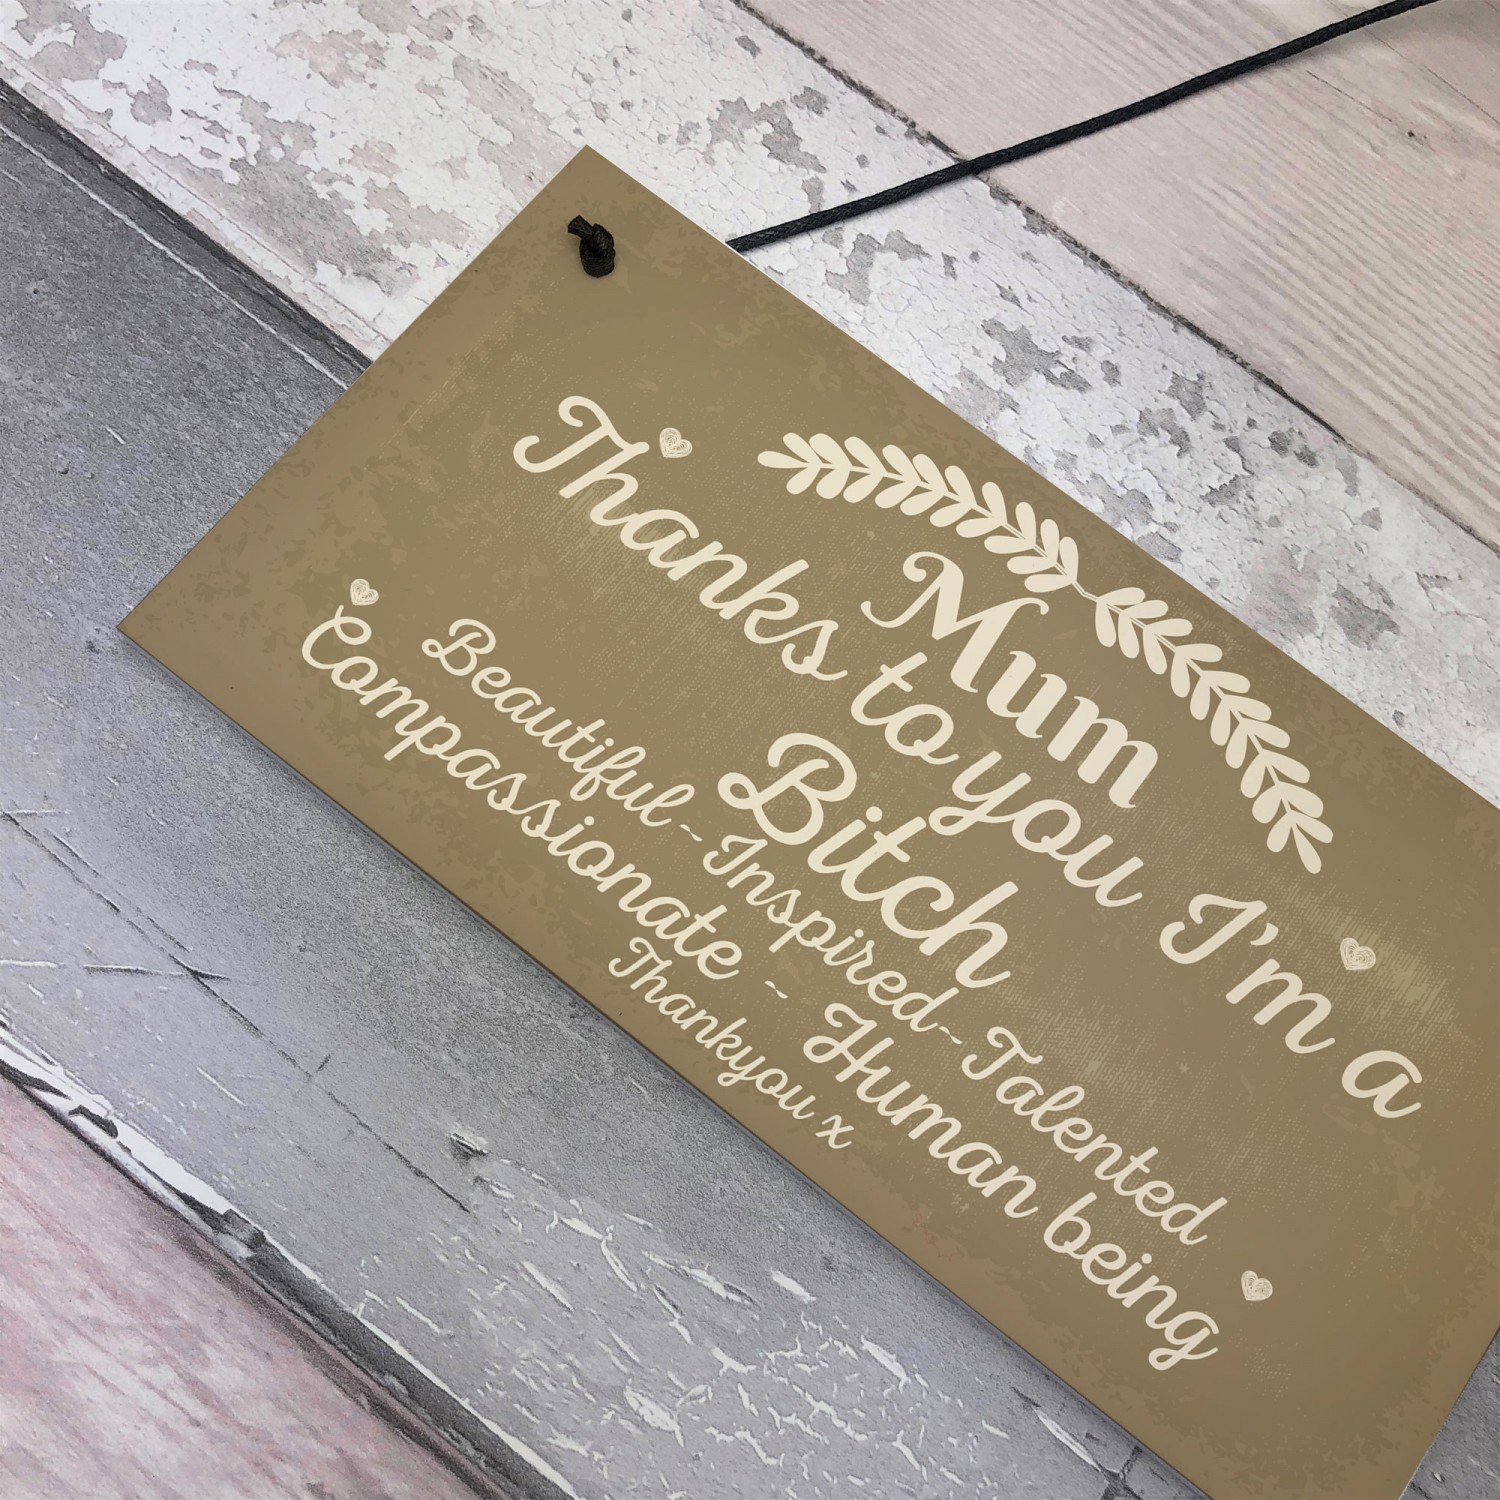 Mum
Thanks to you I'm a
Bitch
Beautiful~Inspired~Talented
Compassionate ~ Human being
Thankyou x